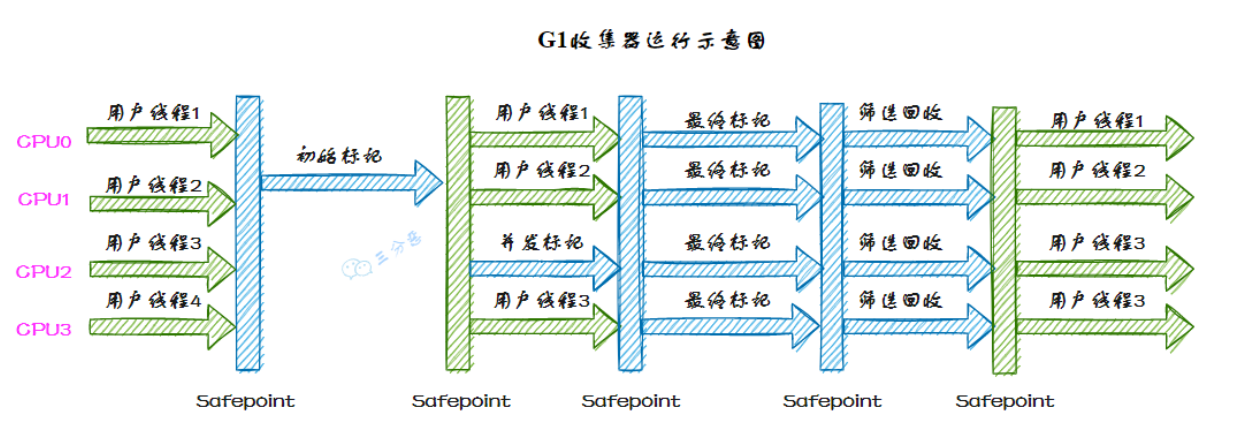 G1收集器运行示意图
用户线程1 用户线程1 最终标记 筛选回收 用户线程1
CPU0
初始标记
用户线程2 用户线程2 最终标记 筛选回收 用户线程2
CPU1
三分恶
用户线程3 并发标记 最终标记 筛选回收 用户线程3
CPU2
用户线程4 用户线程3 最终标记 筛选回收 用户线程3
CPU3
Safepoint Safepoint Safepoint Safepoint Safepoint